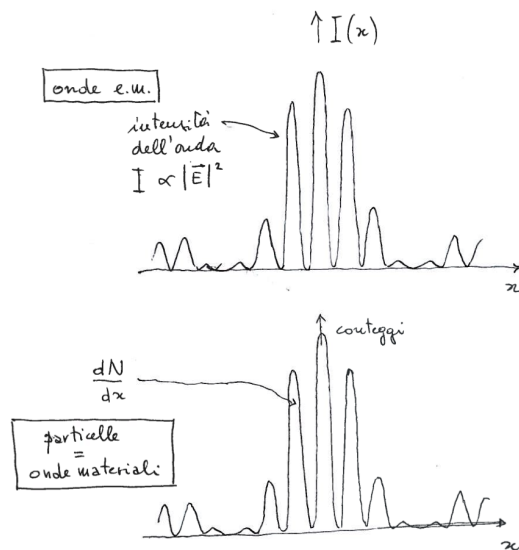 I(x)
onde e.m.
intensità
dell'onda
I ∝ |E⃗|²
x
conteggi
dN
dx
particelle
=
onde materiali
x